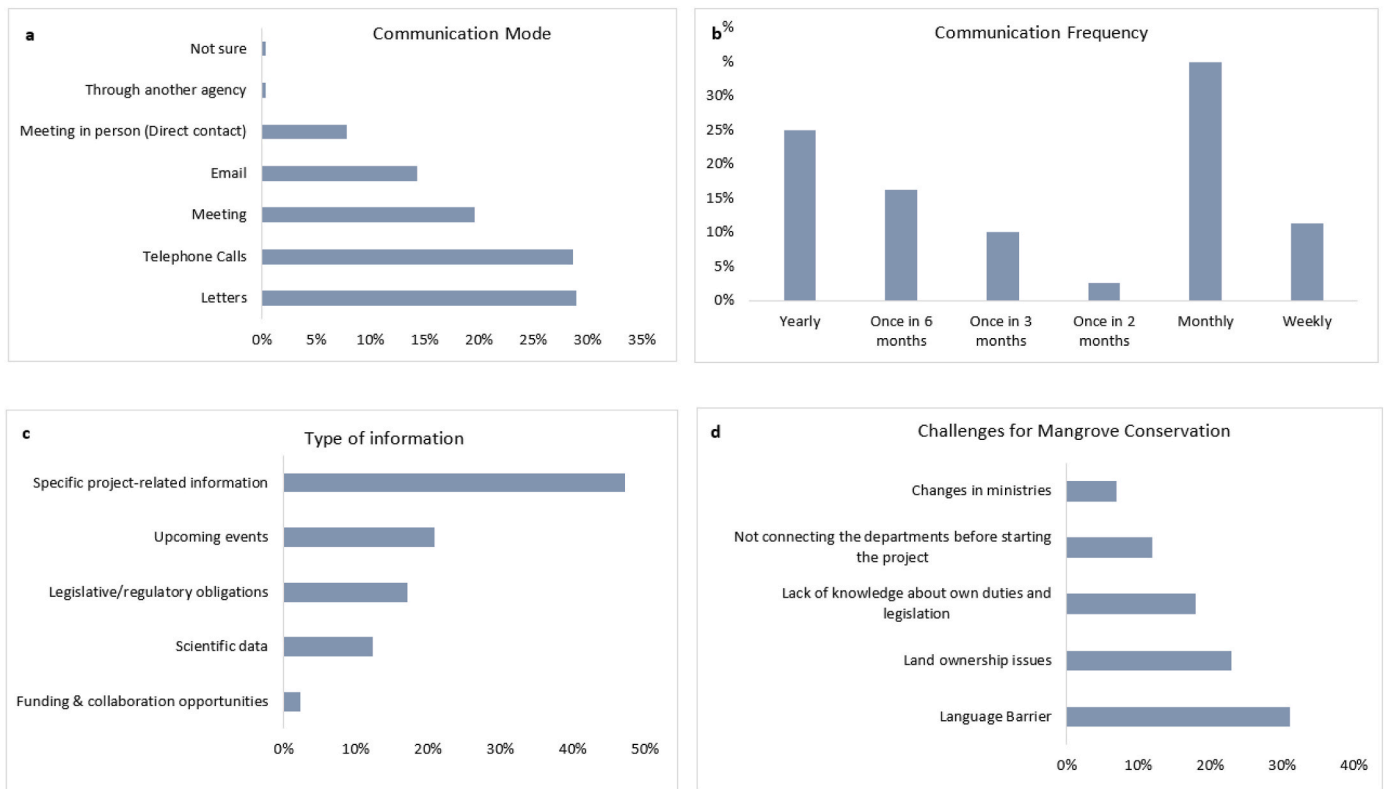 a
Communication Mode
Not sure
Through another agency
Meeting in person (Direct contact)
Email
Meeting
Telephone Calls
Letters
0% 5% 10% 15% 20% 25% 30% 35%
b
Communication Frequency
%
%
30%
25%
20%
15%
10%
5%
0%
Yearly
Once in 6
months
Once in 3
months
Once in 2
months
Monthly
Weekly
c
Type of information
Specific project-related information
Upcoming events
Legislative/regulatory obligations
Scientific data
Funding & collaboration opportunities
0% 10% 20% 30% 40% 50%
d
Challenges for Mangrove Conservation
Changes in ministries
Not connecting the departments before starting
the project
Lack of knowledge about own duties and
legislation
Land ownership issues
Language Barrier
0% 10% 20% 30% 40%